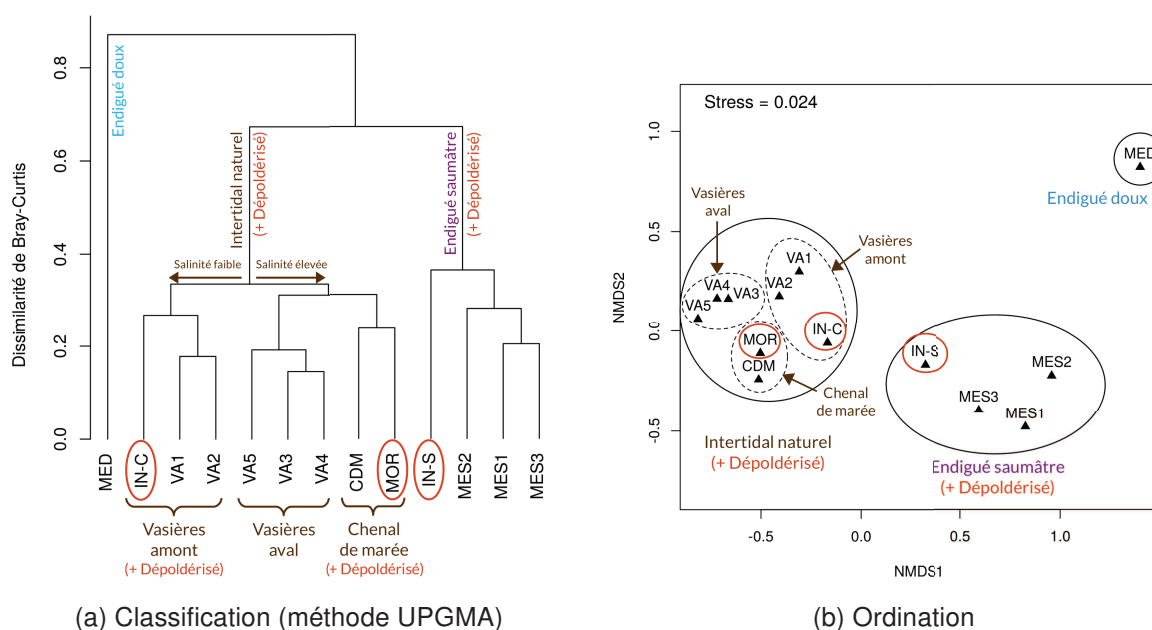 Dissimilarité de Bray-Curtis
0.0
0.2
0.4
0.6
0.8
Endigué doux
Intertidal naturel
(+ Dépoldérisé)
Endigué saumâtre
(+ Dépoldérisé)
Salinité faible
Salinité élevée
MED
IN-C
VA1
VA2
VA5
VA3
VA4
CDM
MOR
IN-S
MES2
MES1
MES3
Vasières
amont
(+ Dépoldérisé)
Vasières
aval
Chenal
de marée
(+ Dépoldérisé)
(a) Classification (méthode UPGMA)
Stress = 0.024
NMDS2
1.0
0.5
0.0
-0.5
MED
Endigué doux
Vasières
aval
Vasières
amont
VA1
VA2
VA4
VA3
VA5
IN-C
MOR
CDM
Chenal
de marée
IN-S
MES2
MES3
MES1
Intertidal naturel
(+ Dépoldérisé)
Endigué saumâtre
(+ Dépoldérisé)
-0.5
0.0
0.5
1.0
NMDS1
(b) Ordination